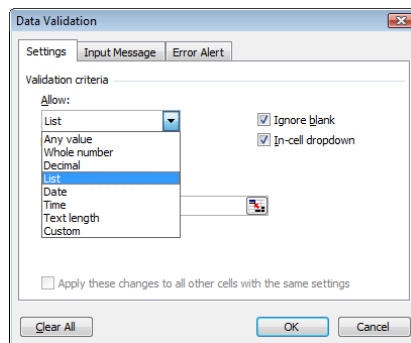 Data Validation
Settings
Input Message
Error Alert
Validation criteria
Allow:
List
Ignore blank
Any value
In-cell dropdown
Whole number
Decimal
List
Date
Time
Text length
Custom
Apply these changes to all other cells with the same settings
Clear All
OK
Cancel